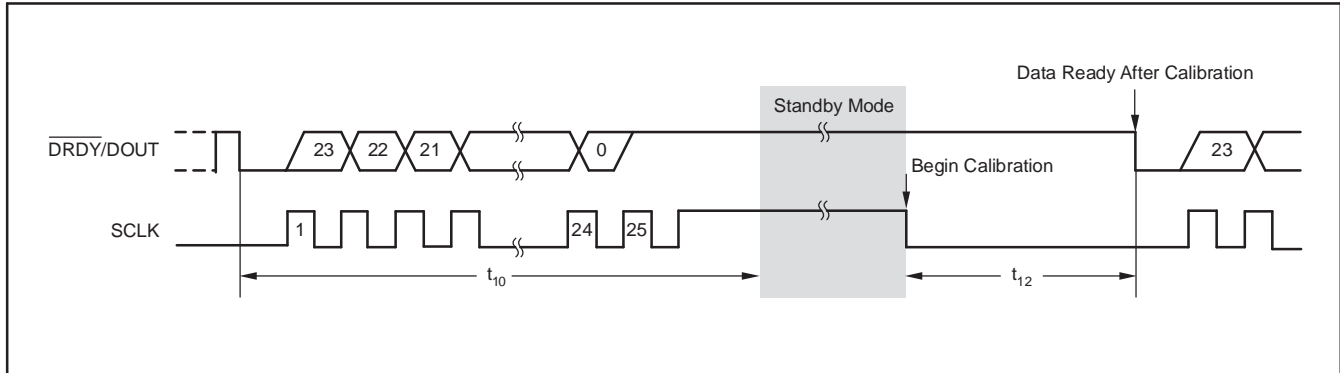 Data Ready After Calibration
Standby Mode
DRDY/DOUT
23 22 21 0 23
Begin Calibration
SCLK
1 24 25
t10 t12